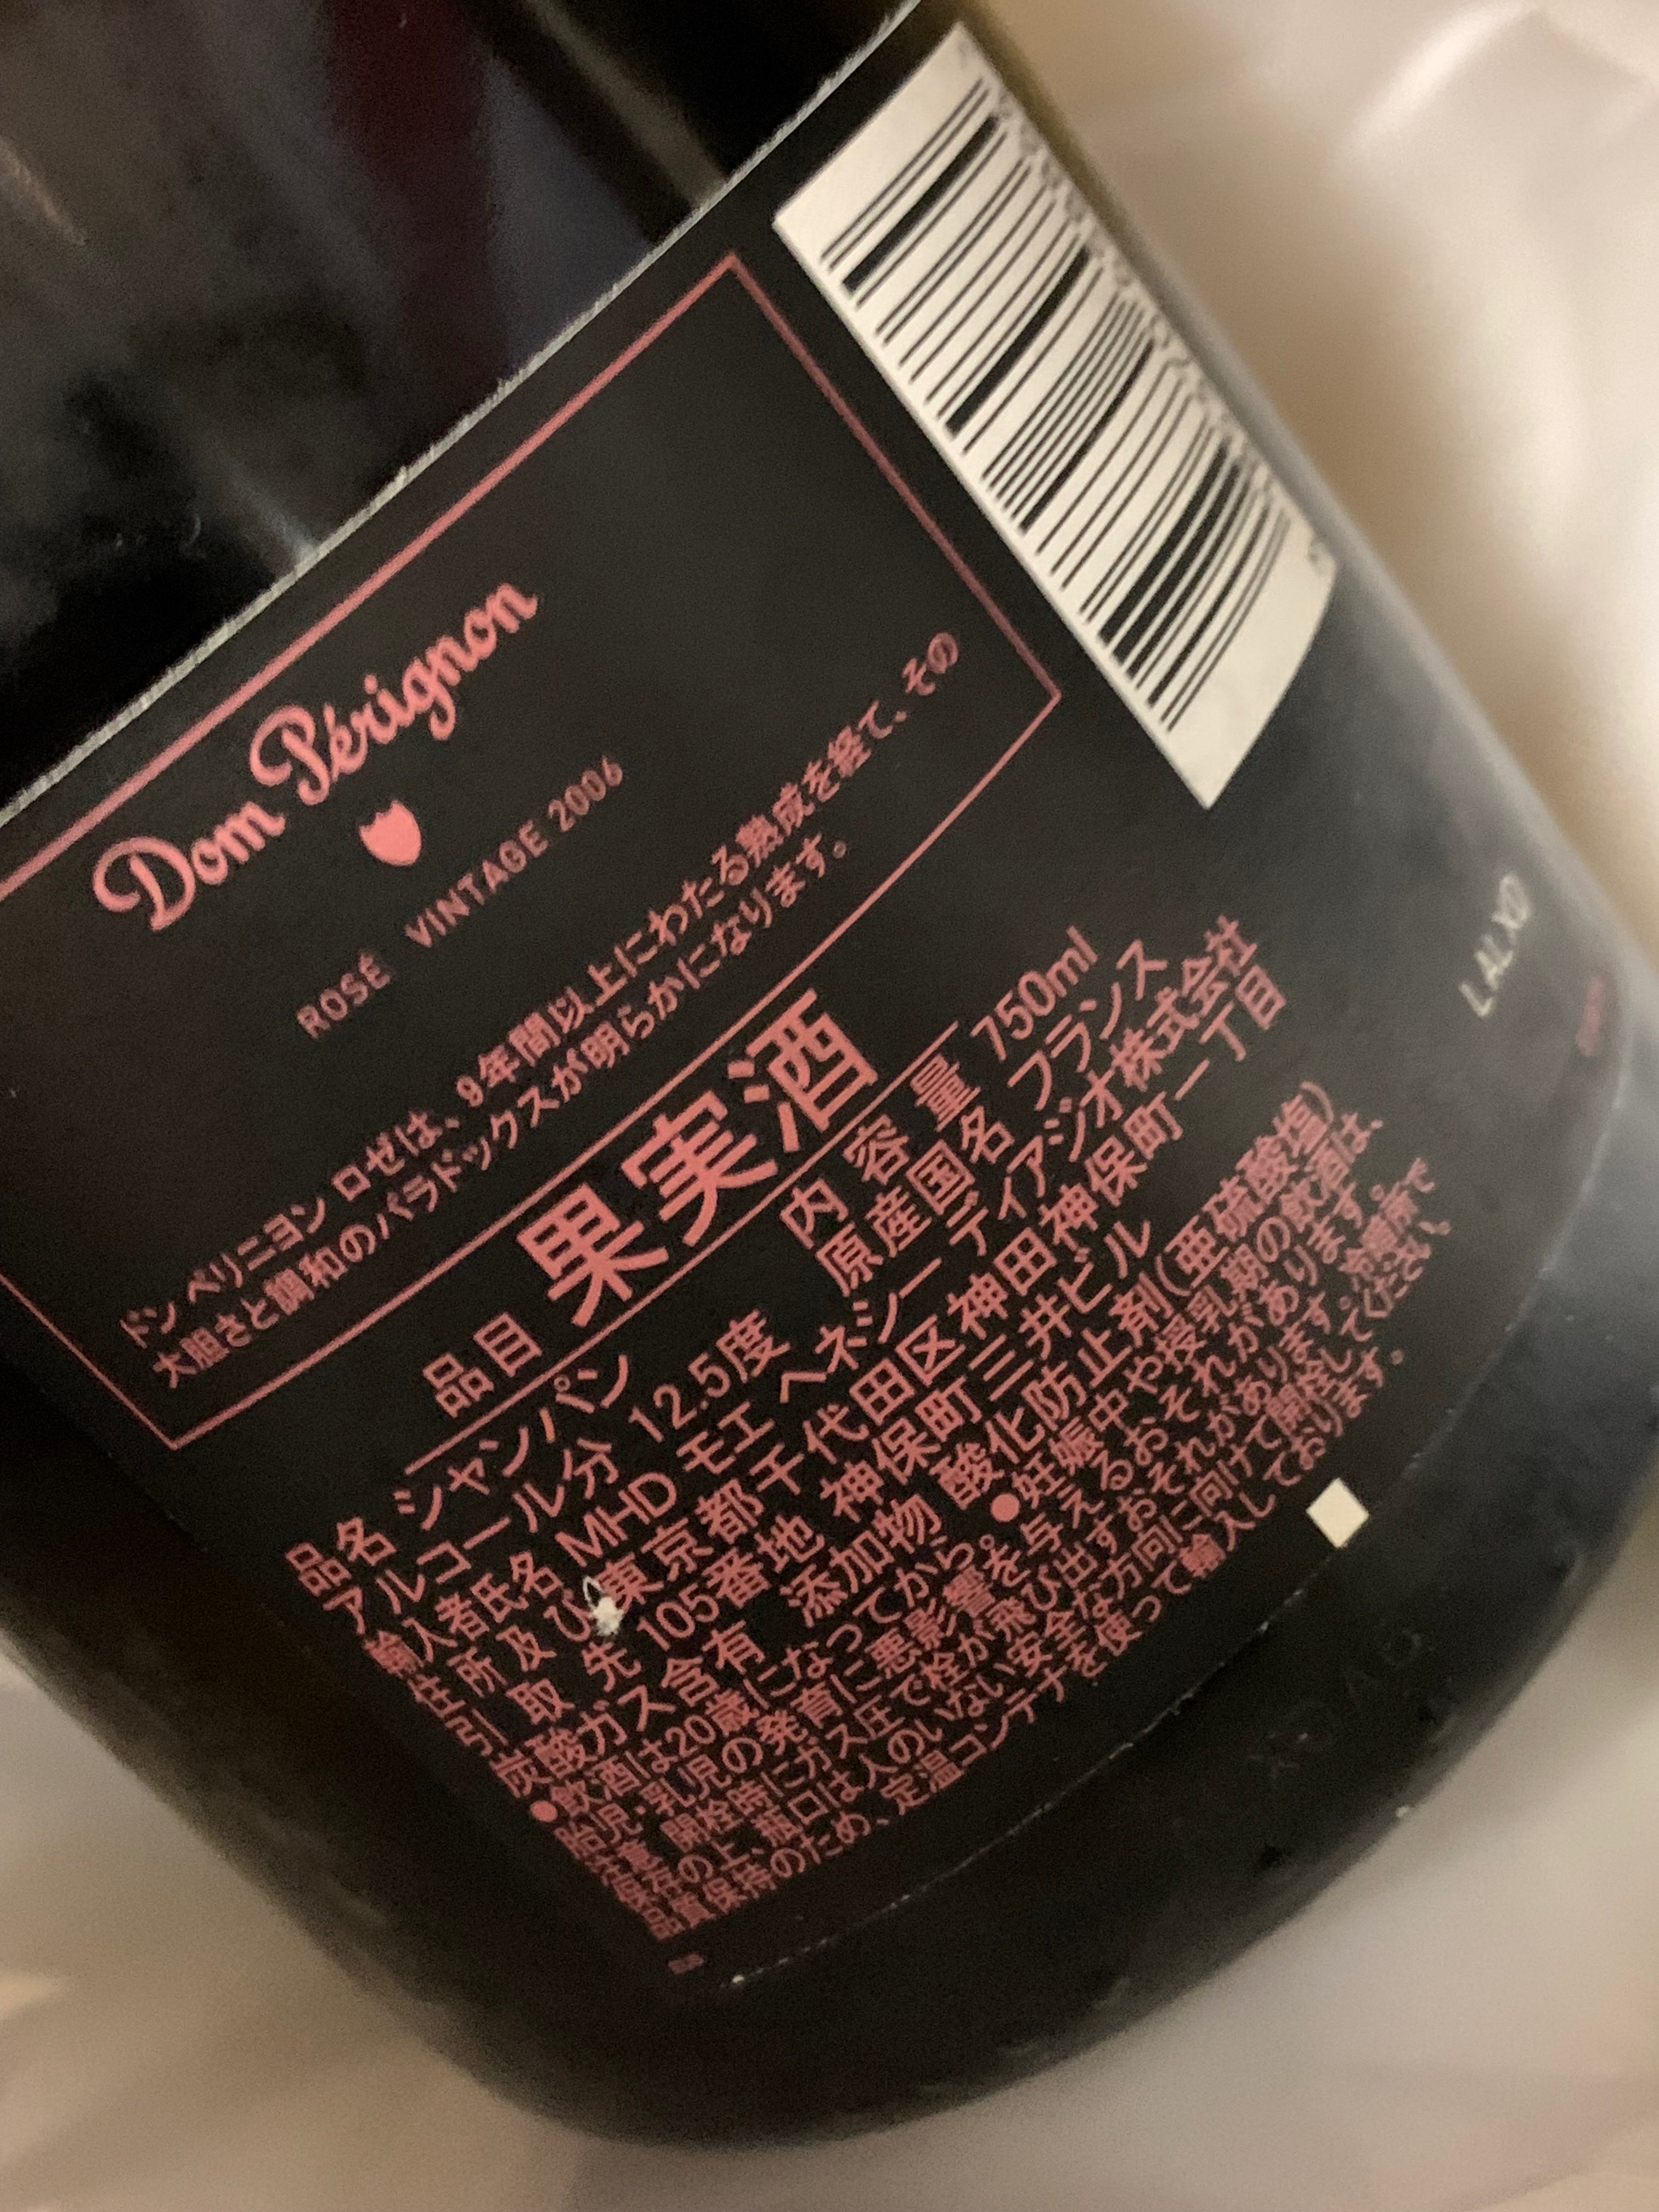 Dom Pérignon
ROSÉ VINTAGE 2006
ドン ペリニヨン ロゼは、9年間以上にわたる熟成を経て、その
大胆さと調和のパラドックスが明らかになります。
品目 果実酒
品名 シャンパン 内容量 750ml
アルコール分 12.5度 原産国名 フランス
輸入者氏名 MHD モエ ヘネシー ディアジオ株式会社
住所及び 東京都千代田区神田神保町一丁目
引取先 105番地 神保町三井ビル
炭酸ガス含有 添加物 酸化防止剤(亜硫酸塩)
●飲酒は20歳になってから。●妊娠中や授乳期の飲酒は、
胎児・乳児の発育に悪影響を与えるおそれがあります。
開栓時にガス圧で栓が飛び出すおそれがあります。冷暗所で
保管の上、瓶口は人のいない安全な方向に向けて開栓してください。
品質保持のため、定温コンテナを使って輸入しております。
LALXO